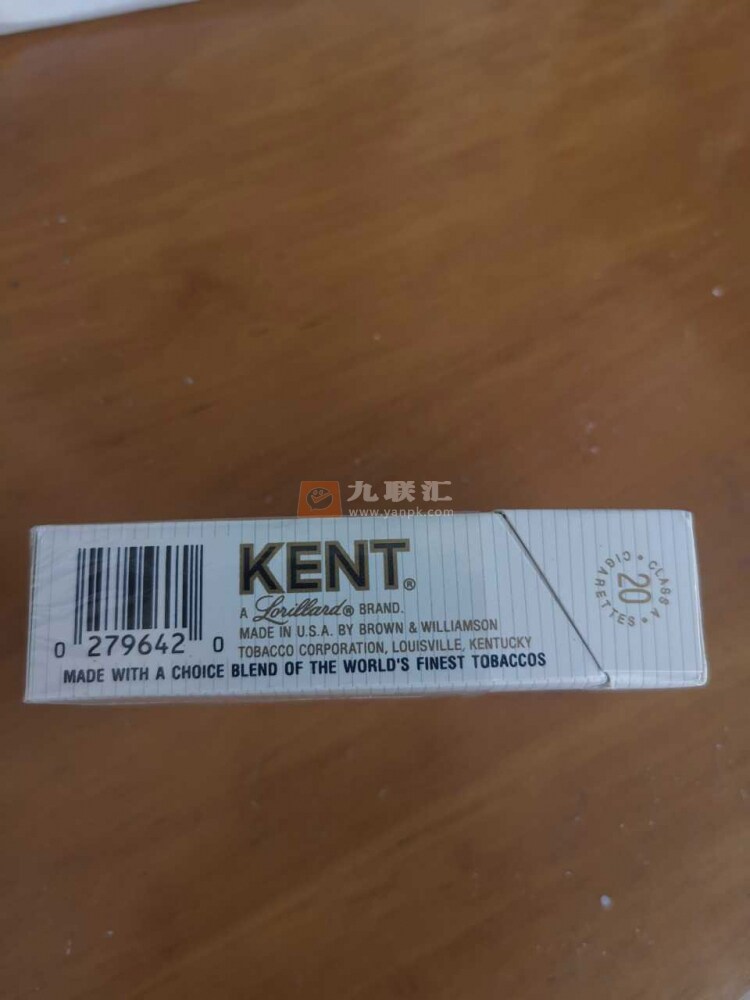 九联汇
www.yanpk.com
KENT®
A Lorillard® BRAND.
MADE IN U.S.A. BY BROWN & WILLIAMSON
TOBACCO CORPORATION, LOUISVILLE, KENTUCKY
MADE WITH A CHOICE BLEND OF THE WORLD'S FINEST TOBACCOS
0 279642 0
CLASS A • CIGARETTES •
20